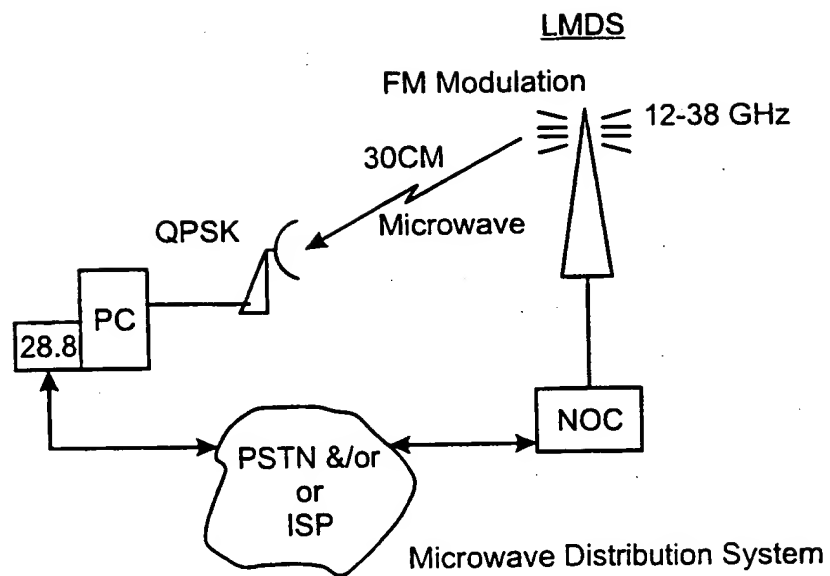 LMDS
FM Modulation
12-38 GHz
30CM
Microwave
QPSK
PC
28.8
NOC
PSTN &/or
or
ISP
Microwave Distribution System